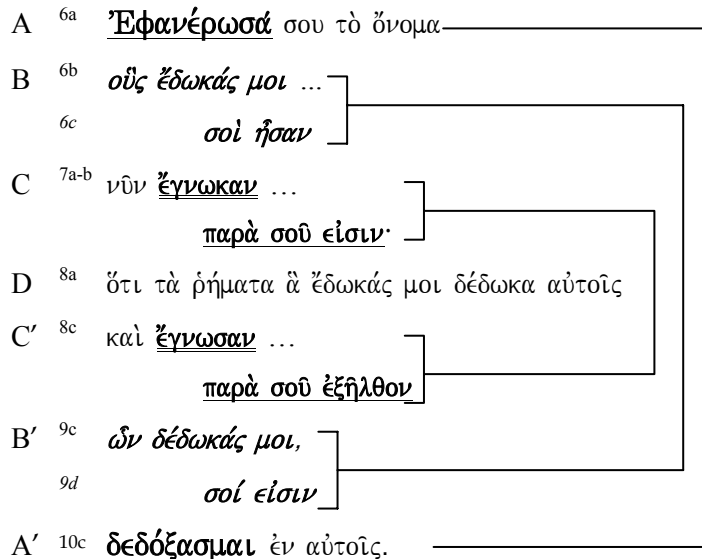 A 6a Ἐφανέρωσά σου τὸ ὄνομα
B 6b οὓς ἔδωκάς μοι ...
6c σοὶ ἦσαν
C 7a-b νῦν ἔγνωκαν ...
παρὰ σοῦ εἰσιν·
D 8a ὅτι τὰ ῥήματα ἃ ἔδωκάς μοι δέδωκα αὐτοῖς
C′ 8c καὶ ἔγνωσαν ...
παρὰ σοῦ ἐξῆλθον
B′ 9c ὧν δέδωκάς μοι,
9d σοί εἰσιν
A′ 10c δεδόξασμαι ἐν αὐτοῖς.